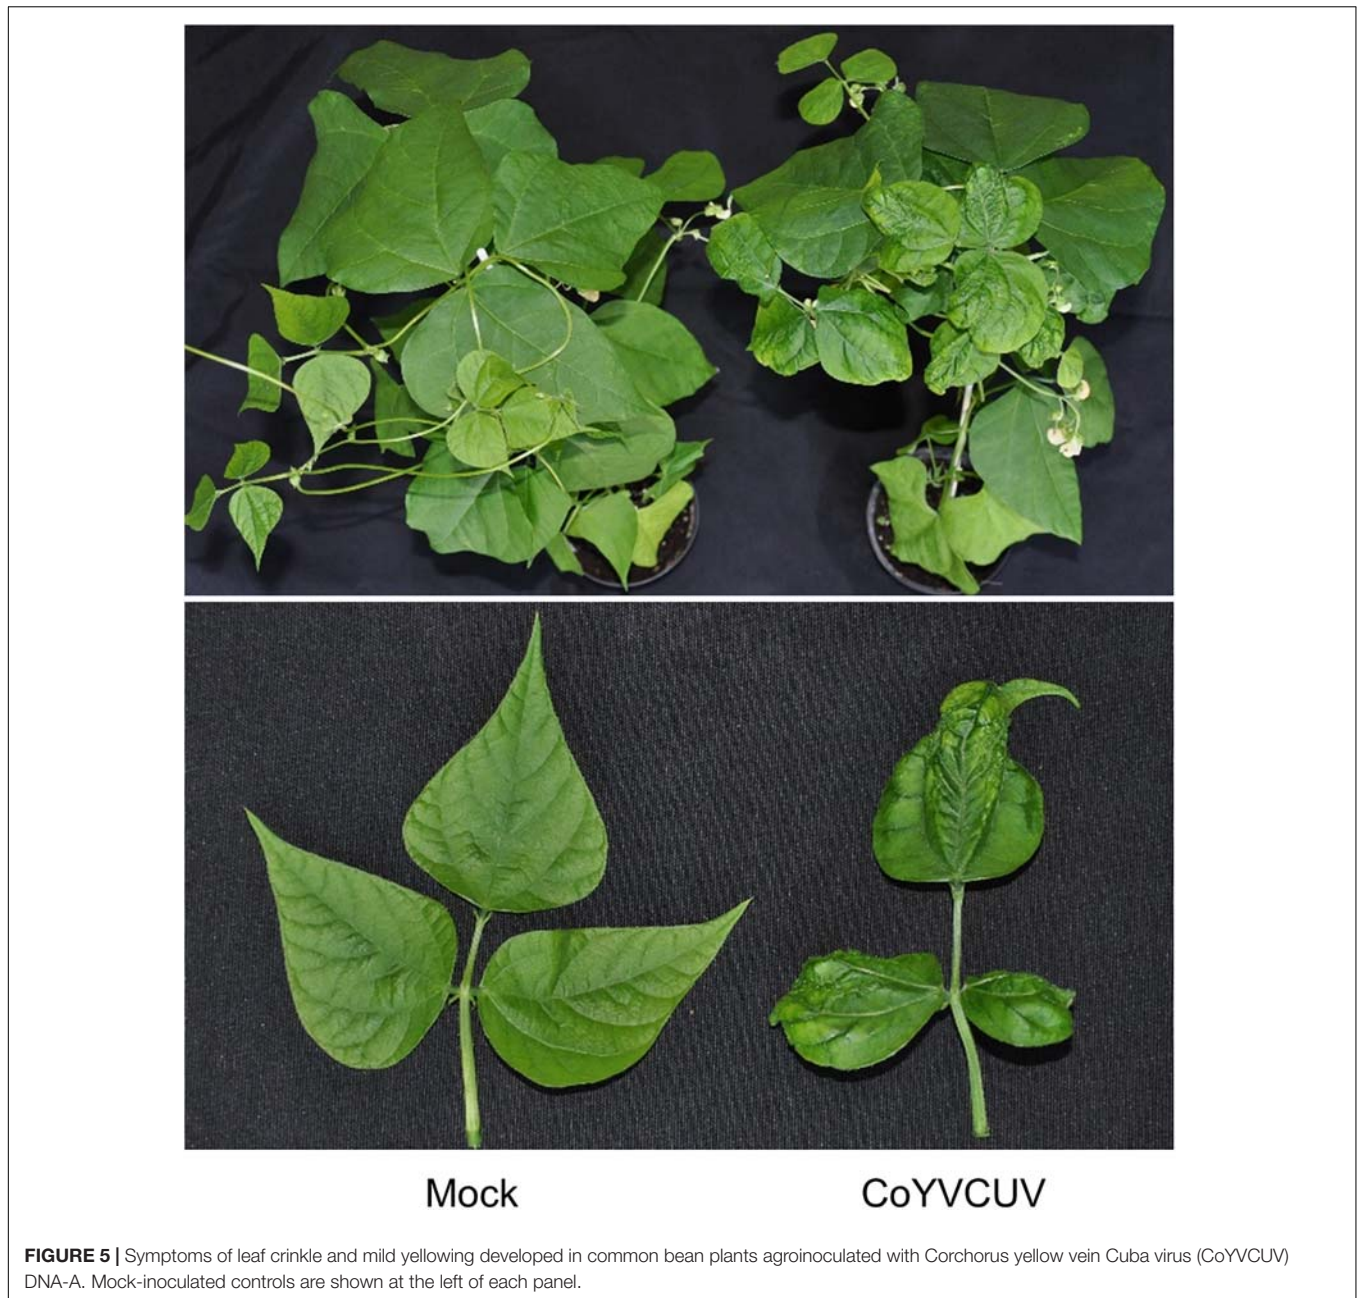 Mock
CoYVCUV
FIGURE 5 | Symptoms of leaf crinkle and mild yellowing developed in common bean plants agroinoculated with Corchorus yellow vein Cuba virus (CoYVCUV)
DNA-A. Mock-inoculated controls are shown at the left of each panel.